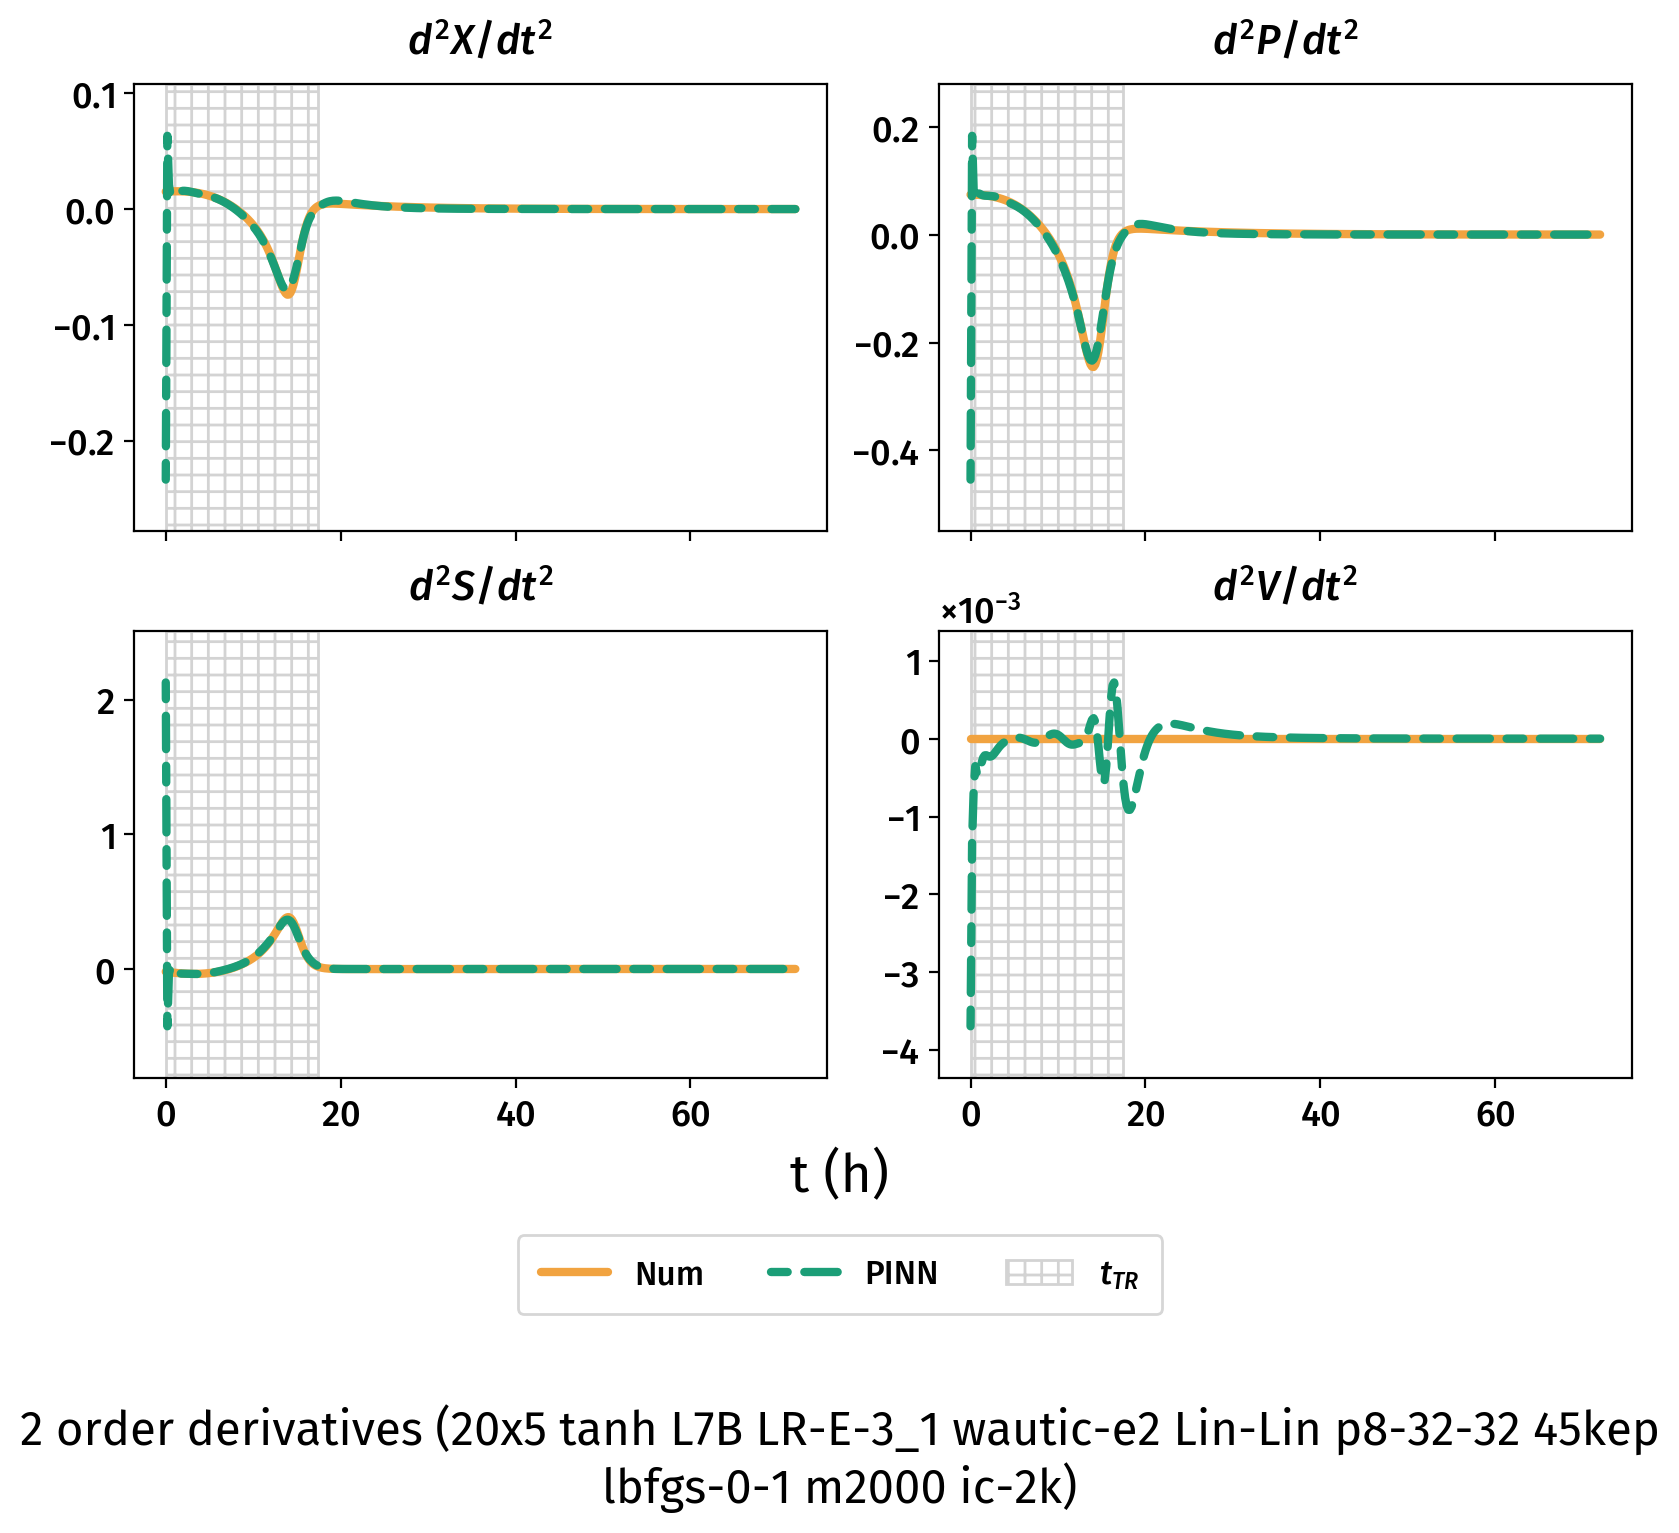 d²X/dt²
d²P/dt²
0.1
0.0
−0.1
−0.2
0.2
0.0
−0.2
−0.4
d²S/dt²
d²V/dt²
×10⁻³
2
1
0
1
0
−1
−2
−3
−4
0 20 40 60
0 20 40 60
t (h)
Num PINN t_TR
2 order derivatives (20x5 tanh L7B LR-E-3_1 wautic-e2 Lin-Lin p8-32-32 45kep
lbfgs-0-1 m2000 ic-2k)